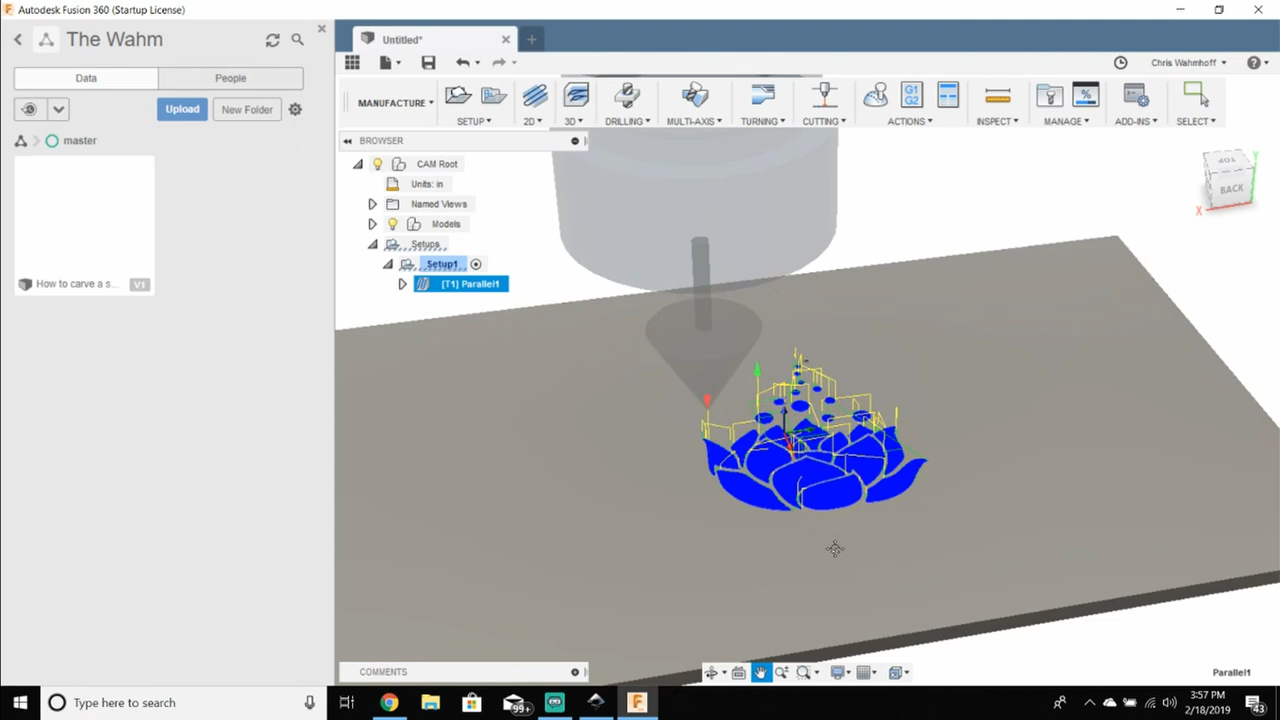 Autodesk Fusion 360 (Startup License)
The Wahm
Data
People
Upload
New Folder
master
How to carve a s...
V1
Untitled*
Chris Wahmhoff
MANUFACTURE
SETUP
2D
3D
DRILLING
MULTI-AXIS
TURNING
CUTTING
G1
G2
ACTIONS
INSPECT
%
MANAGE
ADD-INS
SELECT
BROWSER
CAM Root
Units: in
Named Views
Models
Setups
Setup1
[T1] Parallel1
TOP
BACK
X
Y
COMMENTS
Parallel1
Type here to search
99+
3:57 PM
2/18/2019
43